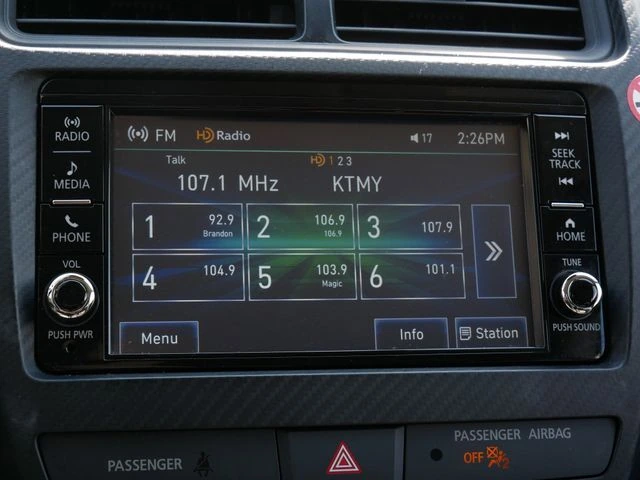 RADIO
MEDIA
PHONE
VOL
PUSH PWR
FM HD Radio 17 2:26PM
Talk HD 1 2 3
107.1 MHz KTMY
1 92.9 Brandon
2 106.9 106.9
3 107.9
4 104.9
5 103.9 Magic
6 101.1
Menu Info Station
SEEK
TRACK
HOME
TUNE
PUSH SOUND
PASSENGER
PASSENGER AIRBAG
OFF 2